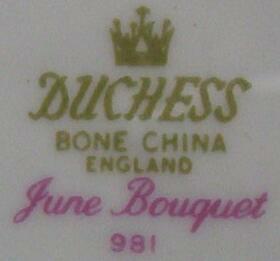 DUCHESS
BONE CHINA
ENGLAND
June Bouquet
981